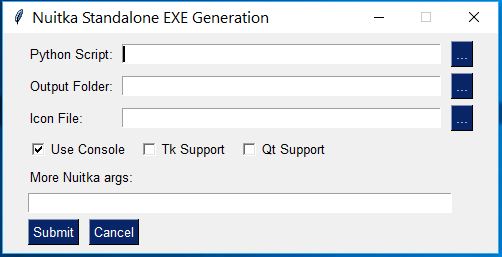 Nuitka Standalone EXE Generation
Python Script: ...
Output Folder: ...
Icon File: ...
Use Console Tk Support Qt Support
More Nuitka args:
Submit Cancel